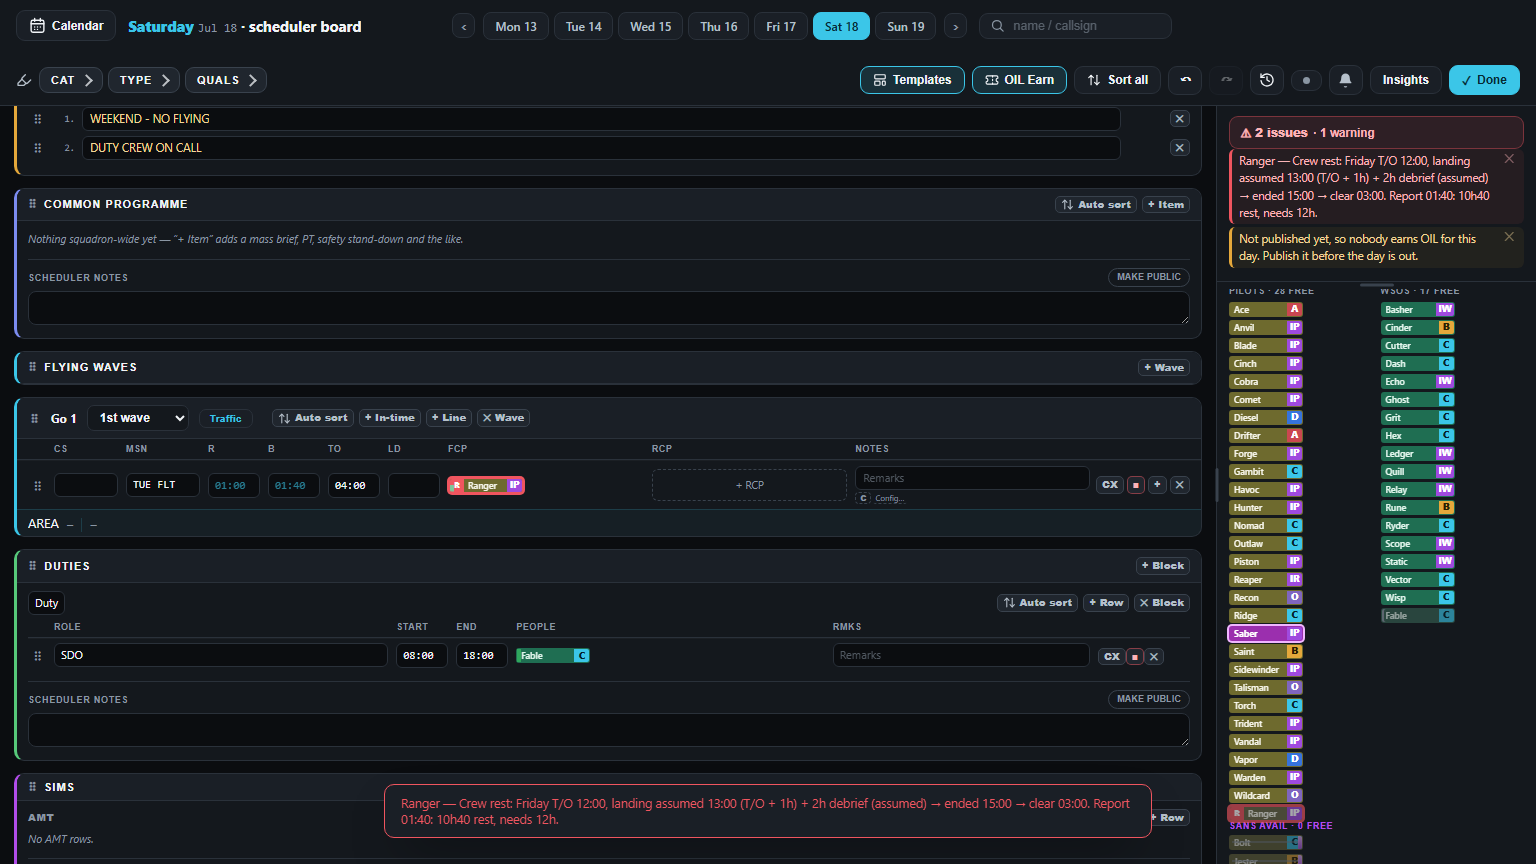 Calendar
Saturday Jul 18 · scheduler board
‹
Mon 13
Tue 14
Wed 15
Thu 16
Fri 17
Sat 18
Sun 19
›
name / callsign
CAT
TYPE
QUALS
Templates
OIL Earn
Sort all
Insights
✓ Done
1. WEEKEND - NO FLYING
2. DUTY CREW ON CALL
COMMON PROGRAMME
Auto sort
+ Item
Nothing squadron-wide yet — "+ Item" adds a mass brief, PT, safety stand-down and the like.
SCHEDULER NOTES
MAKE PUBLIC
FLYING WAVES
+ Wave
Go 1
1st wave
Traffic
Auto sort
+ In-time
+ Line
✕ Wave
CS MSN R B TO LD FCP RCP NOTES
TUE FLT
01:00
01:40
04:00
R Ranger IP
+ RCP
Remarks
C Config...
CX
AREA – –
DUTIES
+ Block
Duty
Auto sort
+ Row
✕ Block
ROLE START END PEOPLE RMKS
SDO
08:00
18:00
Fable C
Remarks
CX
SCHEDULER NOTES
MAKE PUBLIC
SIMS
AMT
+ Row
No AMT rows.
Ranger — Crew rest: Friday T/O 12:00, landing assumed 13:00 (T/O + 1h) + 2h debrief (assumed) → ended 15:00 → clear 03:00. Report
01:40: 10h40 rest, needs 12h.
⚠ 2 issues · 1 warning
Ranger — Crew rest: Friday T/O 12:00, landing
assumed 13:00 (T/O + 1h) + 2h debrief (assumed)
→ ended 15:00 → clear 03:00. Report 01:40: 10h40
rest, needs 12h.
Not published yet, so nobody earns OIL for this
day. Publish it before the day is out.
PILOTS · 28 FREE
Ace A
Anvil IP
Blade IP
Cinch IP
Cobra IP
Comet IP
Diesel D
Drifter A
Forge IP
Gambit C
Havoc IP
Hunter IP
Nomad C
Outlaw C
Piston IP
Reaper IR
Recon O
Ridge C
Saber IP
Saint B
Sidewinder IP
Talisman O
Torch C
Trident IP
Vandal IP
Vapor D
Warden IP
Wildcard O
R Ranger IP
WSOS · 17 FREE
Basher IW
Cinder B
Cutter C
Dash C
Echo IW
Ghost C
Grit C
Hex C
Ledger IW
Quill IW
Relay IW
Rune B
Ryder C
Scope IW
Static IW
Vector C
Wisp C
Fable C
SANS AVAIL · 0 FREE
Bolt C
Jester